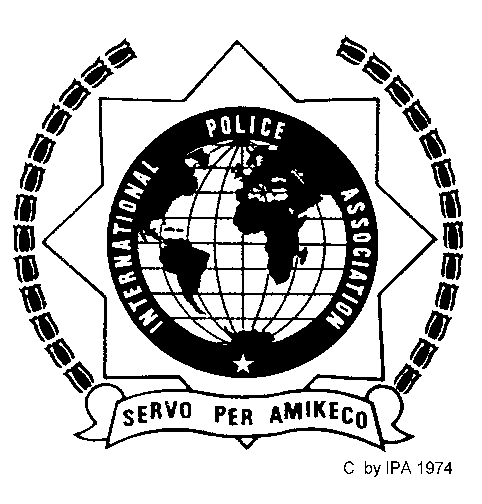 INTERNATIONAL POLICE ASSOCIATION
SERVO PER AMIKECO
C by IPA 1974